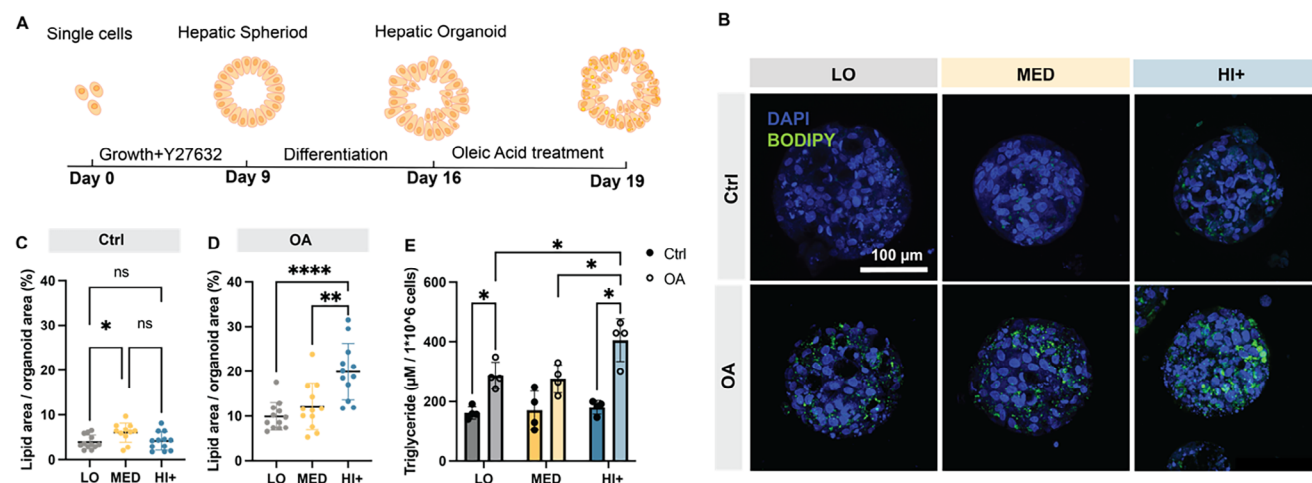 A
Single cells
Hepatic Spheriod
Hepatic Organoid
Growth+Y27632
Differentiation
Oleic Acid treatment
Day 0
Day 9
Day 16
Day 19
B
LO
MED
HI+
Ctrl
OA
DAPI
BODIPY
100 µm
C
Ctrl
Lipid area / organoid area (%)
40
30
20
10
0
ns
*
ns
LO
MED
HI+
D
OA
Lipid area / organoid area (%)
40
30
20
10
0
****
**
LO
MED
HI+
E
Triglyceride (µM / 1*10^6 cells)
600
400
200
0
*
*
*
*
Ctrl
OA
LO
MED
HI+